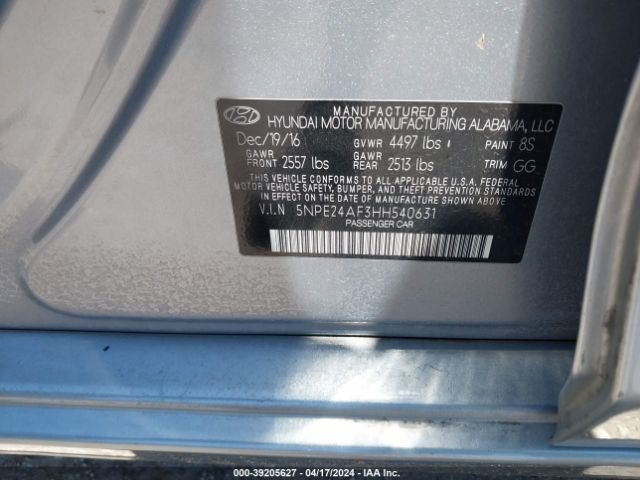 MANUFACTURED BY
HYUNDAI MOTOR MANUFACTURING ALABAMA, LLC
Dec/19/16 GVWR 4497 lbs PAINT 8S
GAWR FRONT 2557 lbs GAWR REAR 2513 lbs TRIM GG
THIS VEHICLE CONFORMS TO ALL APPLICABLE U.S.A. FEDERAL
MOTOR VEHICLE SAFETY, BUMPER, AND THEFT PREVENTION STANDARDS
IN EFFECT ON THE DATE OF MANUFACTURE SHOWN ABOVE.
V.I.N 5NPE24AF3HH540631
PASSENGER CAR
000-39205627 - 04/17/2024 - IAA Inc.